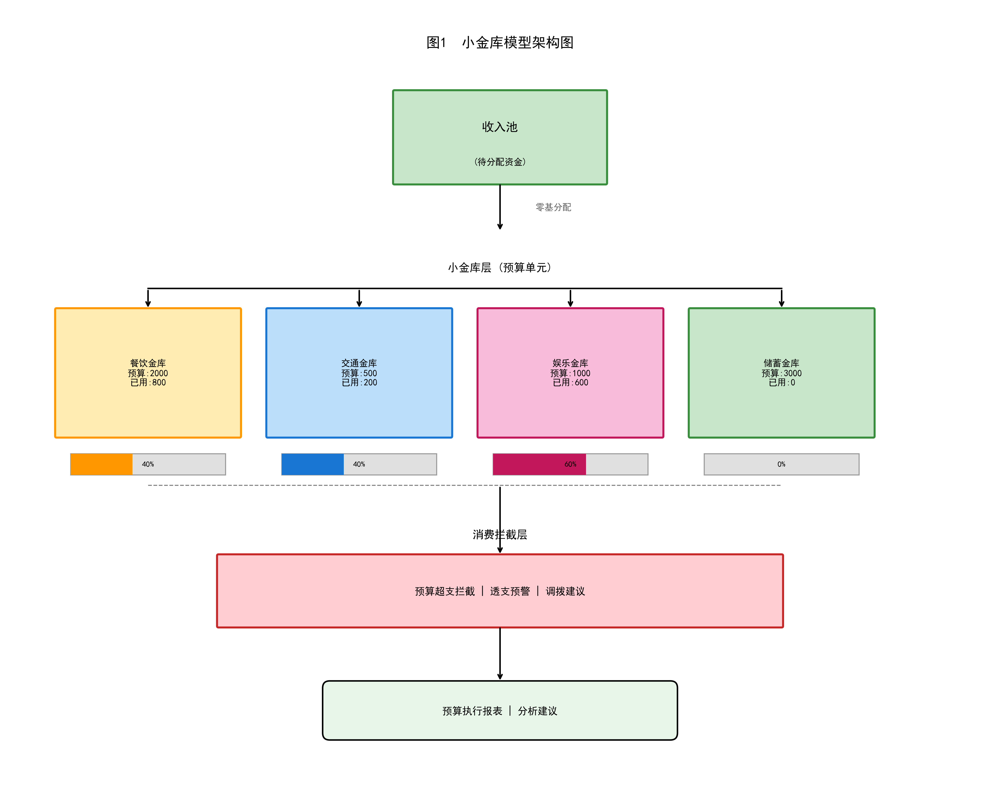 图1  小金库模型架构图
收入池
(待分配资金)
零基分配
小金库层 (预算单元)
餐饮金库
预算:2000
已用:800
交通金库
预算:500
已用:200
娱乐金库
预算:1000
已用:600
储蓄金库
预算:3000
已用:0
40%
40%
60%
0%
消费拦截层
预算超支拦截 | 透支预警 | 调拨建议
预算执行报表 | 分析建议